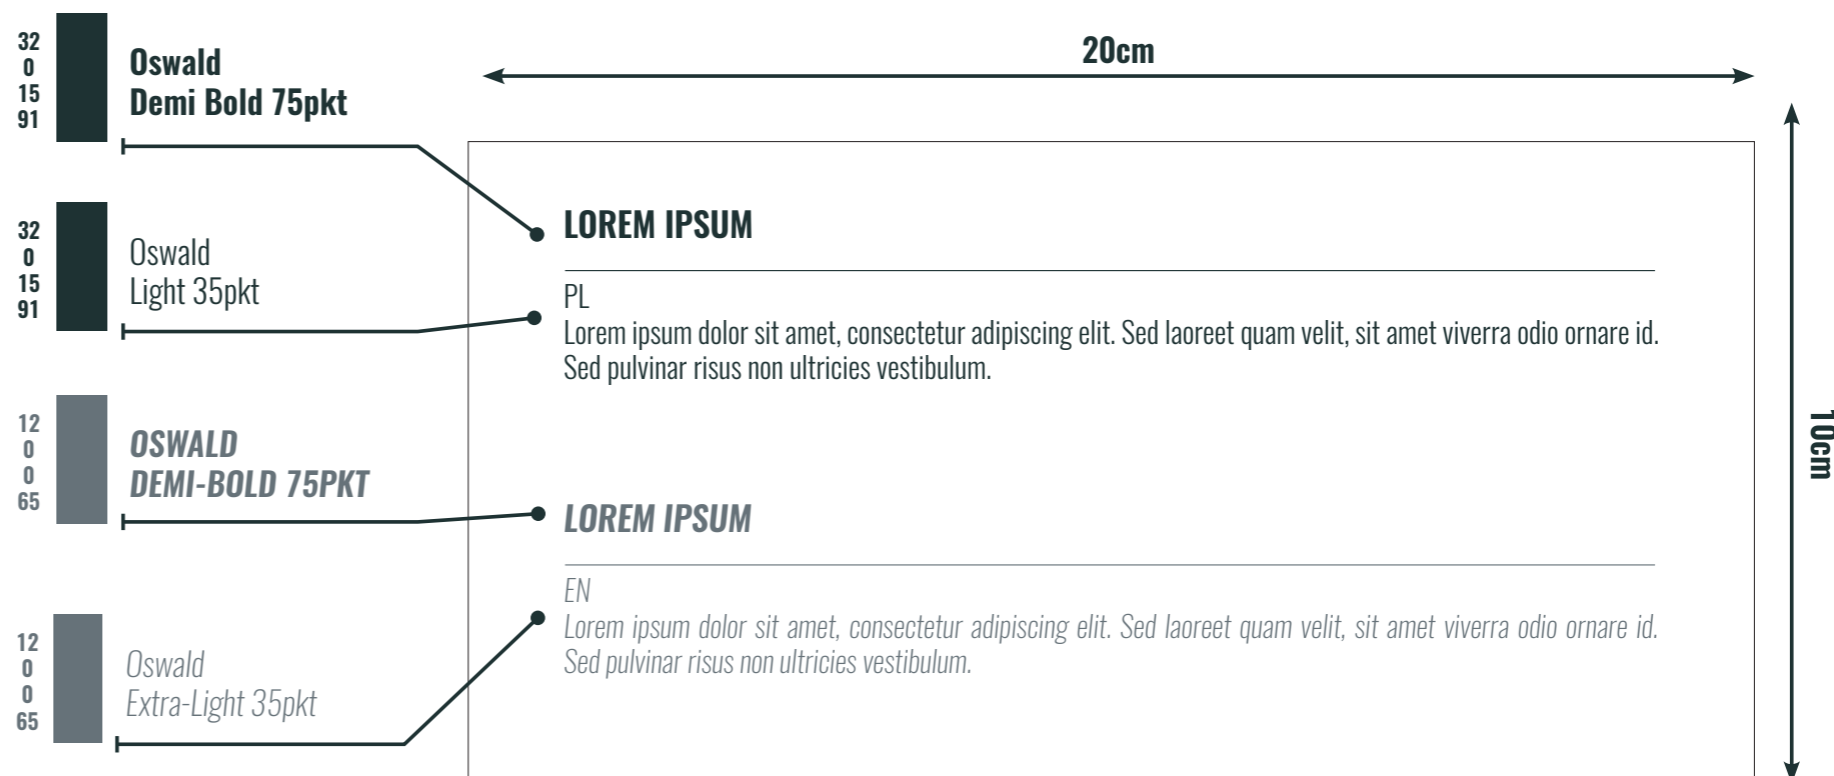 32
0
15
91
Oswald
Demi Bold 75pkt
20cm
32
0
15
91
Oswald
Light 35pkt
LOREM IPSUM
PL
Lorem ipsum dolor sit amet, consectetur adipiscing elit. Sed laoreet quam velit, sit amet viverra odio ornare id.
Sed pulvinar risus non ultricies vestibulum.
10cm
12
0
0
65
OSWALD
DEMI-BOLD 75PKT
LOREM IPSUM
EN
Lorem ipsum dolor sit amet, consectetur adipiscing elit. Sed laoreet quam velit, sit amet viverra odio ornare id.
Sed pulvinar risus non ultricies vestibulum.
12
0
0
65
Oswald
Extra-Light 35pkt